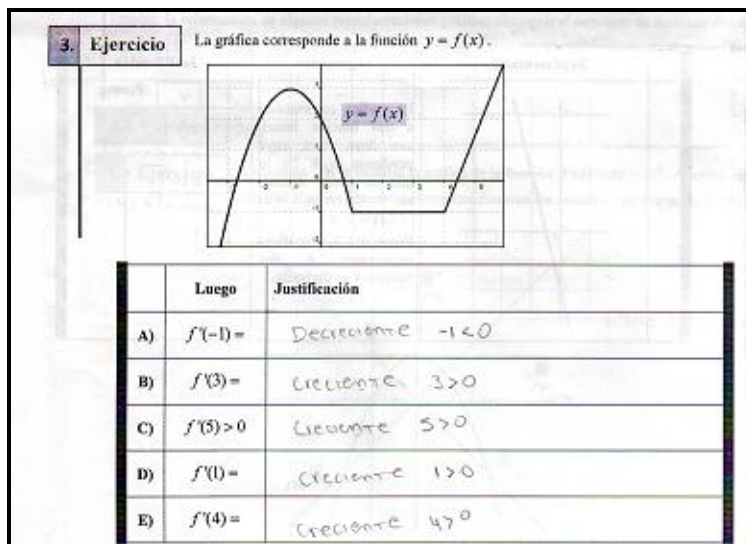 3. Ejercicio
La gráfica corresponde a la función y = f(x).
y = f(x)
Luego Justificación
A) f'(-1) = Decreciente -1<0
B) f'(3) = Creciente 3>0
C) f'(5) > 0 Creciente 5>0
D) f'(1) = Creciente 1>0
E) f'(4) = Creciente 4>0